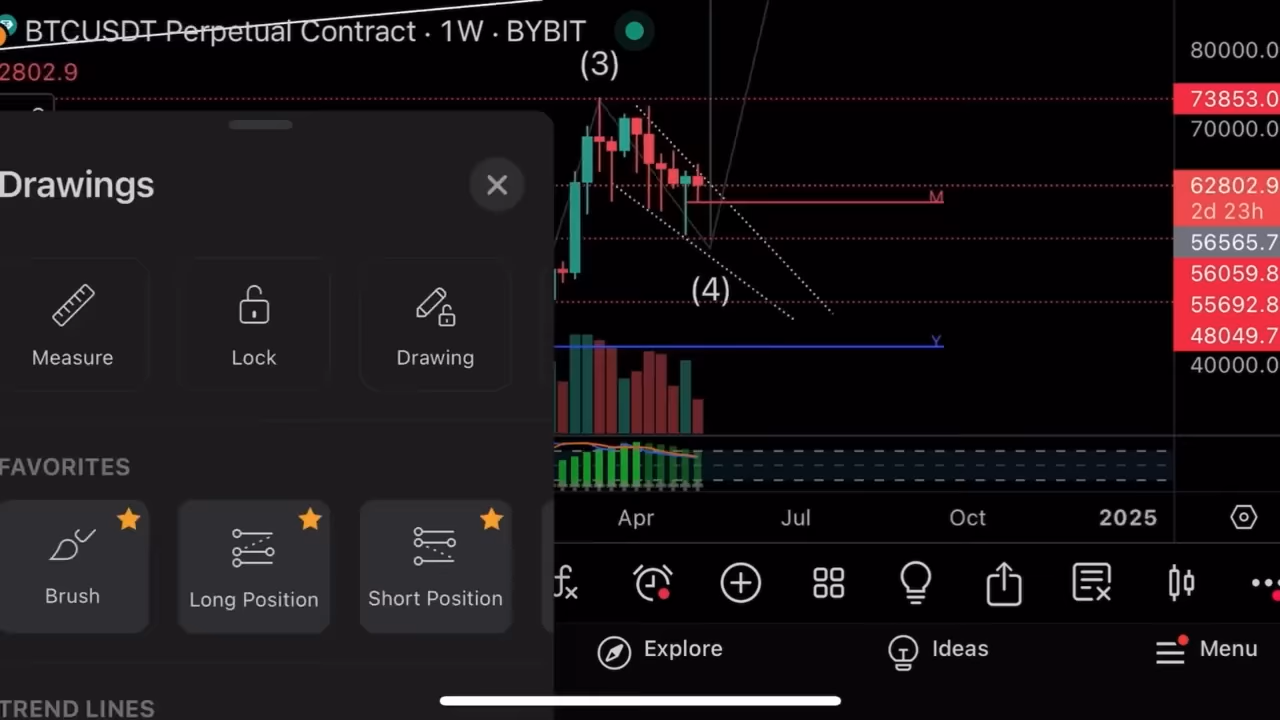 BTCUSDT Perpetual Contract · 1W · BYBIT
2802.9
(3)
80000.0
73853.0
70000.0
62802.9
2d 23h
56565.7
56059.8
55692.8
48049.7
40000.0
M
(4)
Y
Drawings
Measure
Lock
Drawing
FAVORITES
Brush
Long Position
Short Position
TREND LINES
Apr
Jul
Oct
2025
Explore
Ideas
Menu